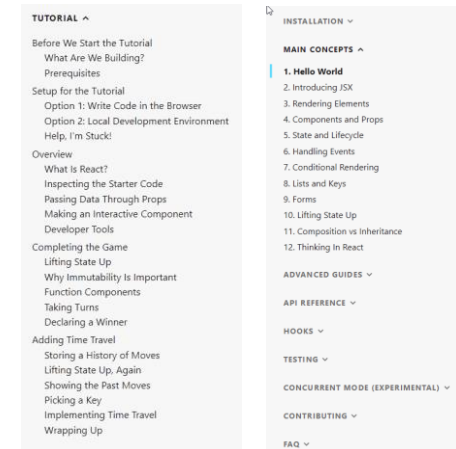 TUTORIAL
Before We Start the Tutorial
What Are We Building?
Prerequisites
Setup for the Tutorial
Option 1: Write Code in the Browser
Option 2: Local Development Environment
Help, I'm Stuck!
Overview
What Is React?
Inspecting the Starter Code
Passing Data Through Props
Making an Interactive Component
Developer Tools
Completing the Game
Lifting State Up
Why Immutability Is Important
Function Components
Taking Turns
Declaring a Winner
Adding Time Travel
Storing a History of Moves
Lifting State Up, Again
Showing the Past Moves
Picking a Key
Implementing Time Travel
Wrapping Up
INSTALLATION
MAIN CONCEPTS
1. Hello World
2. Introducing JSX
3. Rendering Elements
4. Components and Props
5. State and Lifecycle
6. Handling Events
7. Conditional Rendering
8. Lists and Keys
9. Forms
10. Lifting State Up
11. Composition vs Inheritance
12. Thinking In React
ADVANCED GUIDES
API REFERENCE
HOOKS
TESTING
CONCURRENT MODE (EXPERIMENTAL)
CONTRIBUTING
FAQ